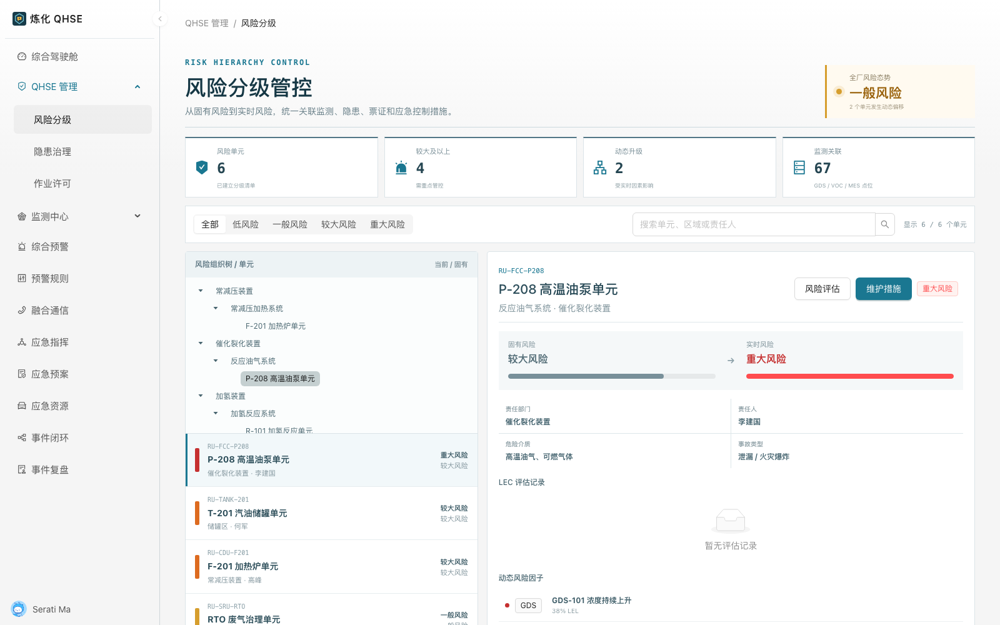 炼化 QHSE
综合驾驶舱
QHSE 管理
风险分级
隐患治理
作业许可
监测中心
综合预警
预警规则
融合通信
应急指挥
应急预案
应急资源
事件闭环
事件复盘
Serati Ma
QHSE 管理 / 风险分级
RISK HIERARCHY CONTROL
风险分级管控
从固有风险到实时风险，统一关联监测、隐患、票证和应急控制措施。
全厂风险态势
一般风险
2 个单元发生动态偏移
风险单元
6
已建立分级清单
较大及以上
4
需重点管控
动态升级
2
受实时因素影响
监测关联
67
GDS / VOC / MES 点位
全部 低风险 一般风险 较大风险 重大风险
搜索单元、区域或责任人
显示 6 / 6 个单元
风险组织树 / 单元 当前 / 固有
常减压装置
常减压加热系统
F-201 加热炉单元
催化裂化装置
反应油气系统
P-208 高温油泵单元
加氢装置
加氢反应系统
R-101 加氢反应单元
RU-FCC-P208
P-208 高温油泵单元
催化裂化装置 · 李建国
重大风险
较大风险
RU-TANK-201
T-201 汽油储罐单元
储罐区 · 何军
较大风险
较大风险
RU-CDU-F201
F-201 加热炉单元
常减压装置 · 高峰
较大风险
较大风险
RU-SRU-RTO
RTO 废气治理单元
一般风险
一般风险
RU-FCC-P208
P-208 高温油泵单元
反应油气系统 · 催化裂化装置
风险评估 维护措施 重大风险
固有风险
较大风险
实时风险
重大风险
责任部门
催化裂化装置
责任人
李建国
危险介质
高温油气、可燃气体
事故类型
泄漏 / 火灾爆炸
LEC 评估记录
暂无评估记录
动态风险因子
GDS
GDS-101 浓度持续上升
38% LEL